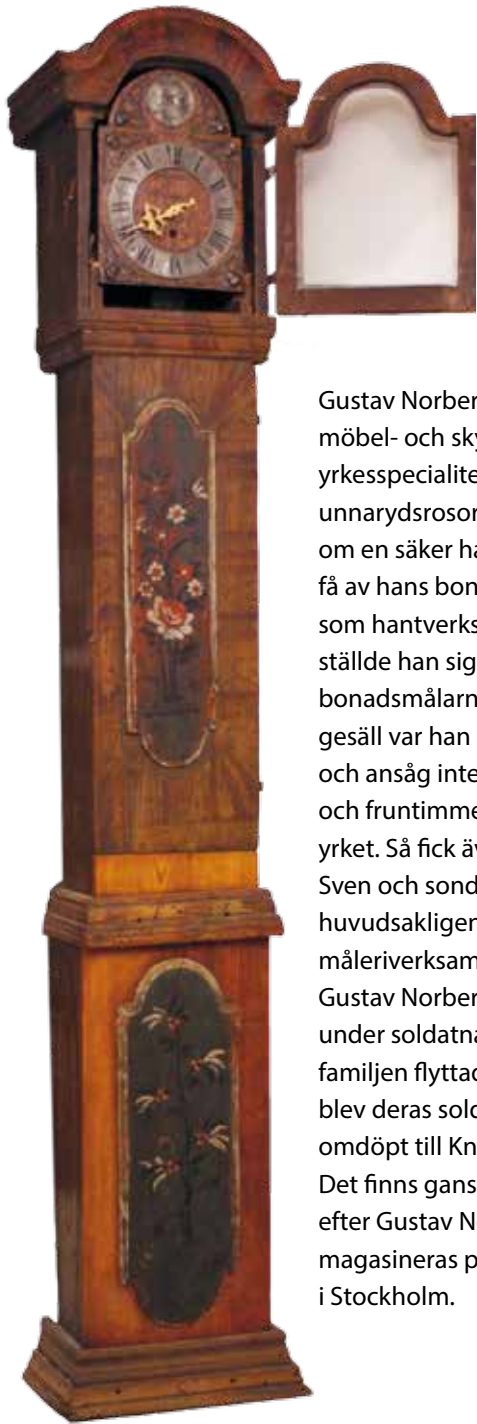 Gustav Norber
möbel- och sky
yrkesspecialite
unnarydsrosor
om en säker ha
få av hans bon
som hantverks
ställde han sig
bonadsmålarn
gesäll var han
och ansåg inte
och fruntimme
yrket. Så fick äv
Sven och sond
huvudsakligen
måleriverksam
Gustav Norber
under soldatna
familjen flyttad
blev deras sold
omdöpt till Kn
Det finns gans
efter Gustav No
magasineras p
i Stockholm.